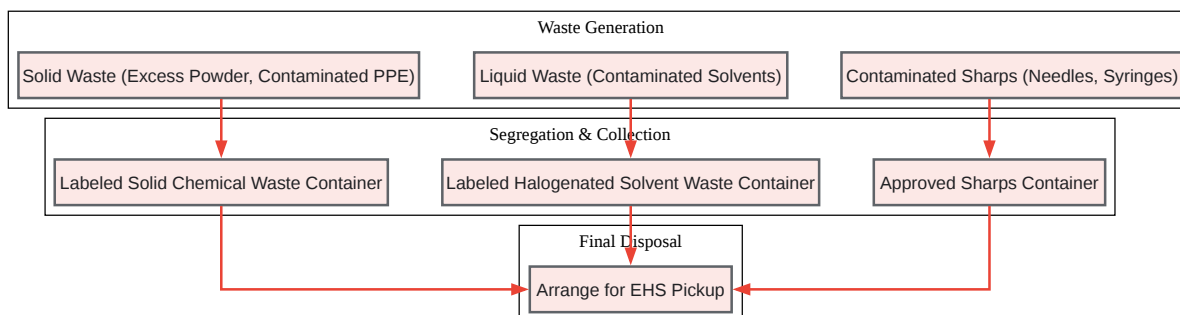 Waste Generation
Solid Waste (Excess Powder, Contaminated PPE)
Liquid Waste (Contaminated Solvents)
Contaminated Sharps (Needles, Syringes)
Segregation & Collection
Labeled Solid Chemical Waste Container
Labeled Halogenated Solvent Waste Container
Approved Sharps Container
Final Disposal
Arrange for EHS Pickup